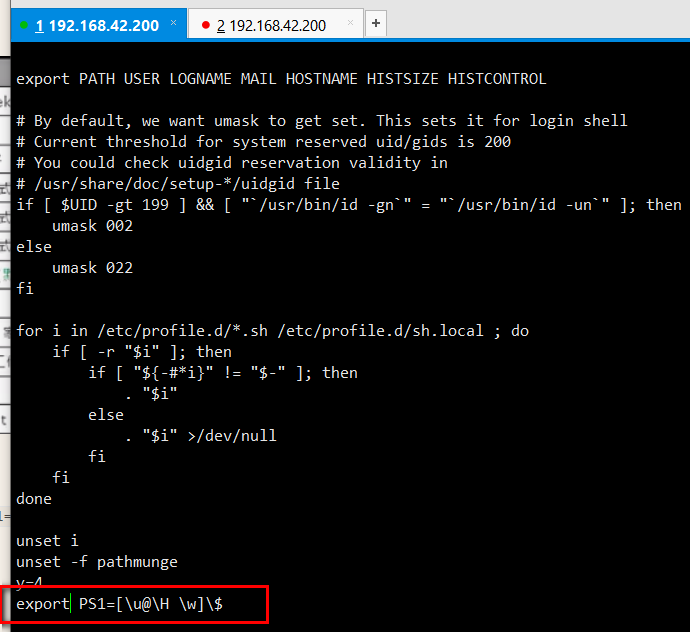 1 192.168.42.200 × 2 192.168.42.200 × +
export PATH USER LOGNAME MAIL HOSTNAME HISTSIZE HISTCONTROL
# By default, we want umask to get set. This sets it for login shell
# Current threshold for system reserved uid/gids is 200
# You could check uidgid reservation validity in
# /usr/share/doc/setup-*/uidgid file
if [ $UID -gt 199 ] && [ "`/usr/bin/id -gn`" = "`/usr/bin/id -un`" ]; then
    umask 002
else
    umask 022
fi
for i in /etc/profile.d/*.sh /etc/profile.d/sh.local ; do
    if [ -r "$i" ]; then
        if [ "${-#*i}" != "$-" ]; then
            . "$i"
        else
            . "$i" >/dev/null
        fi
    fi
done
unset i
unset -f pathmunge
y=4
export PS1=[\u@\H \w]\$